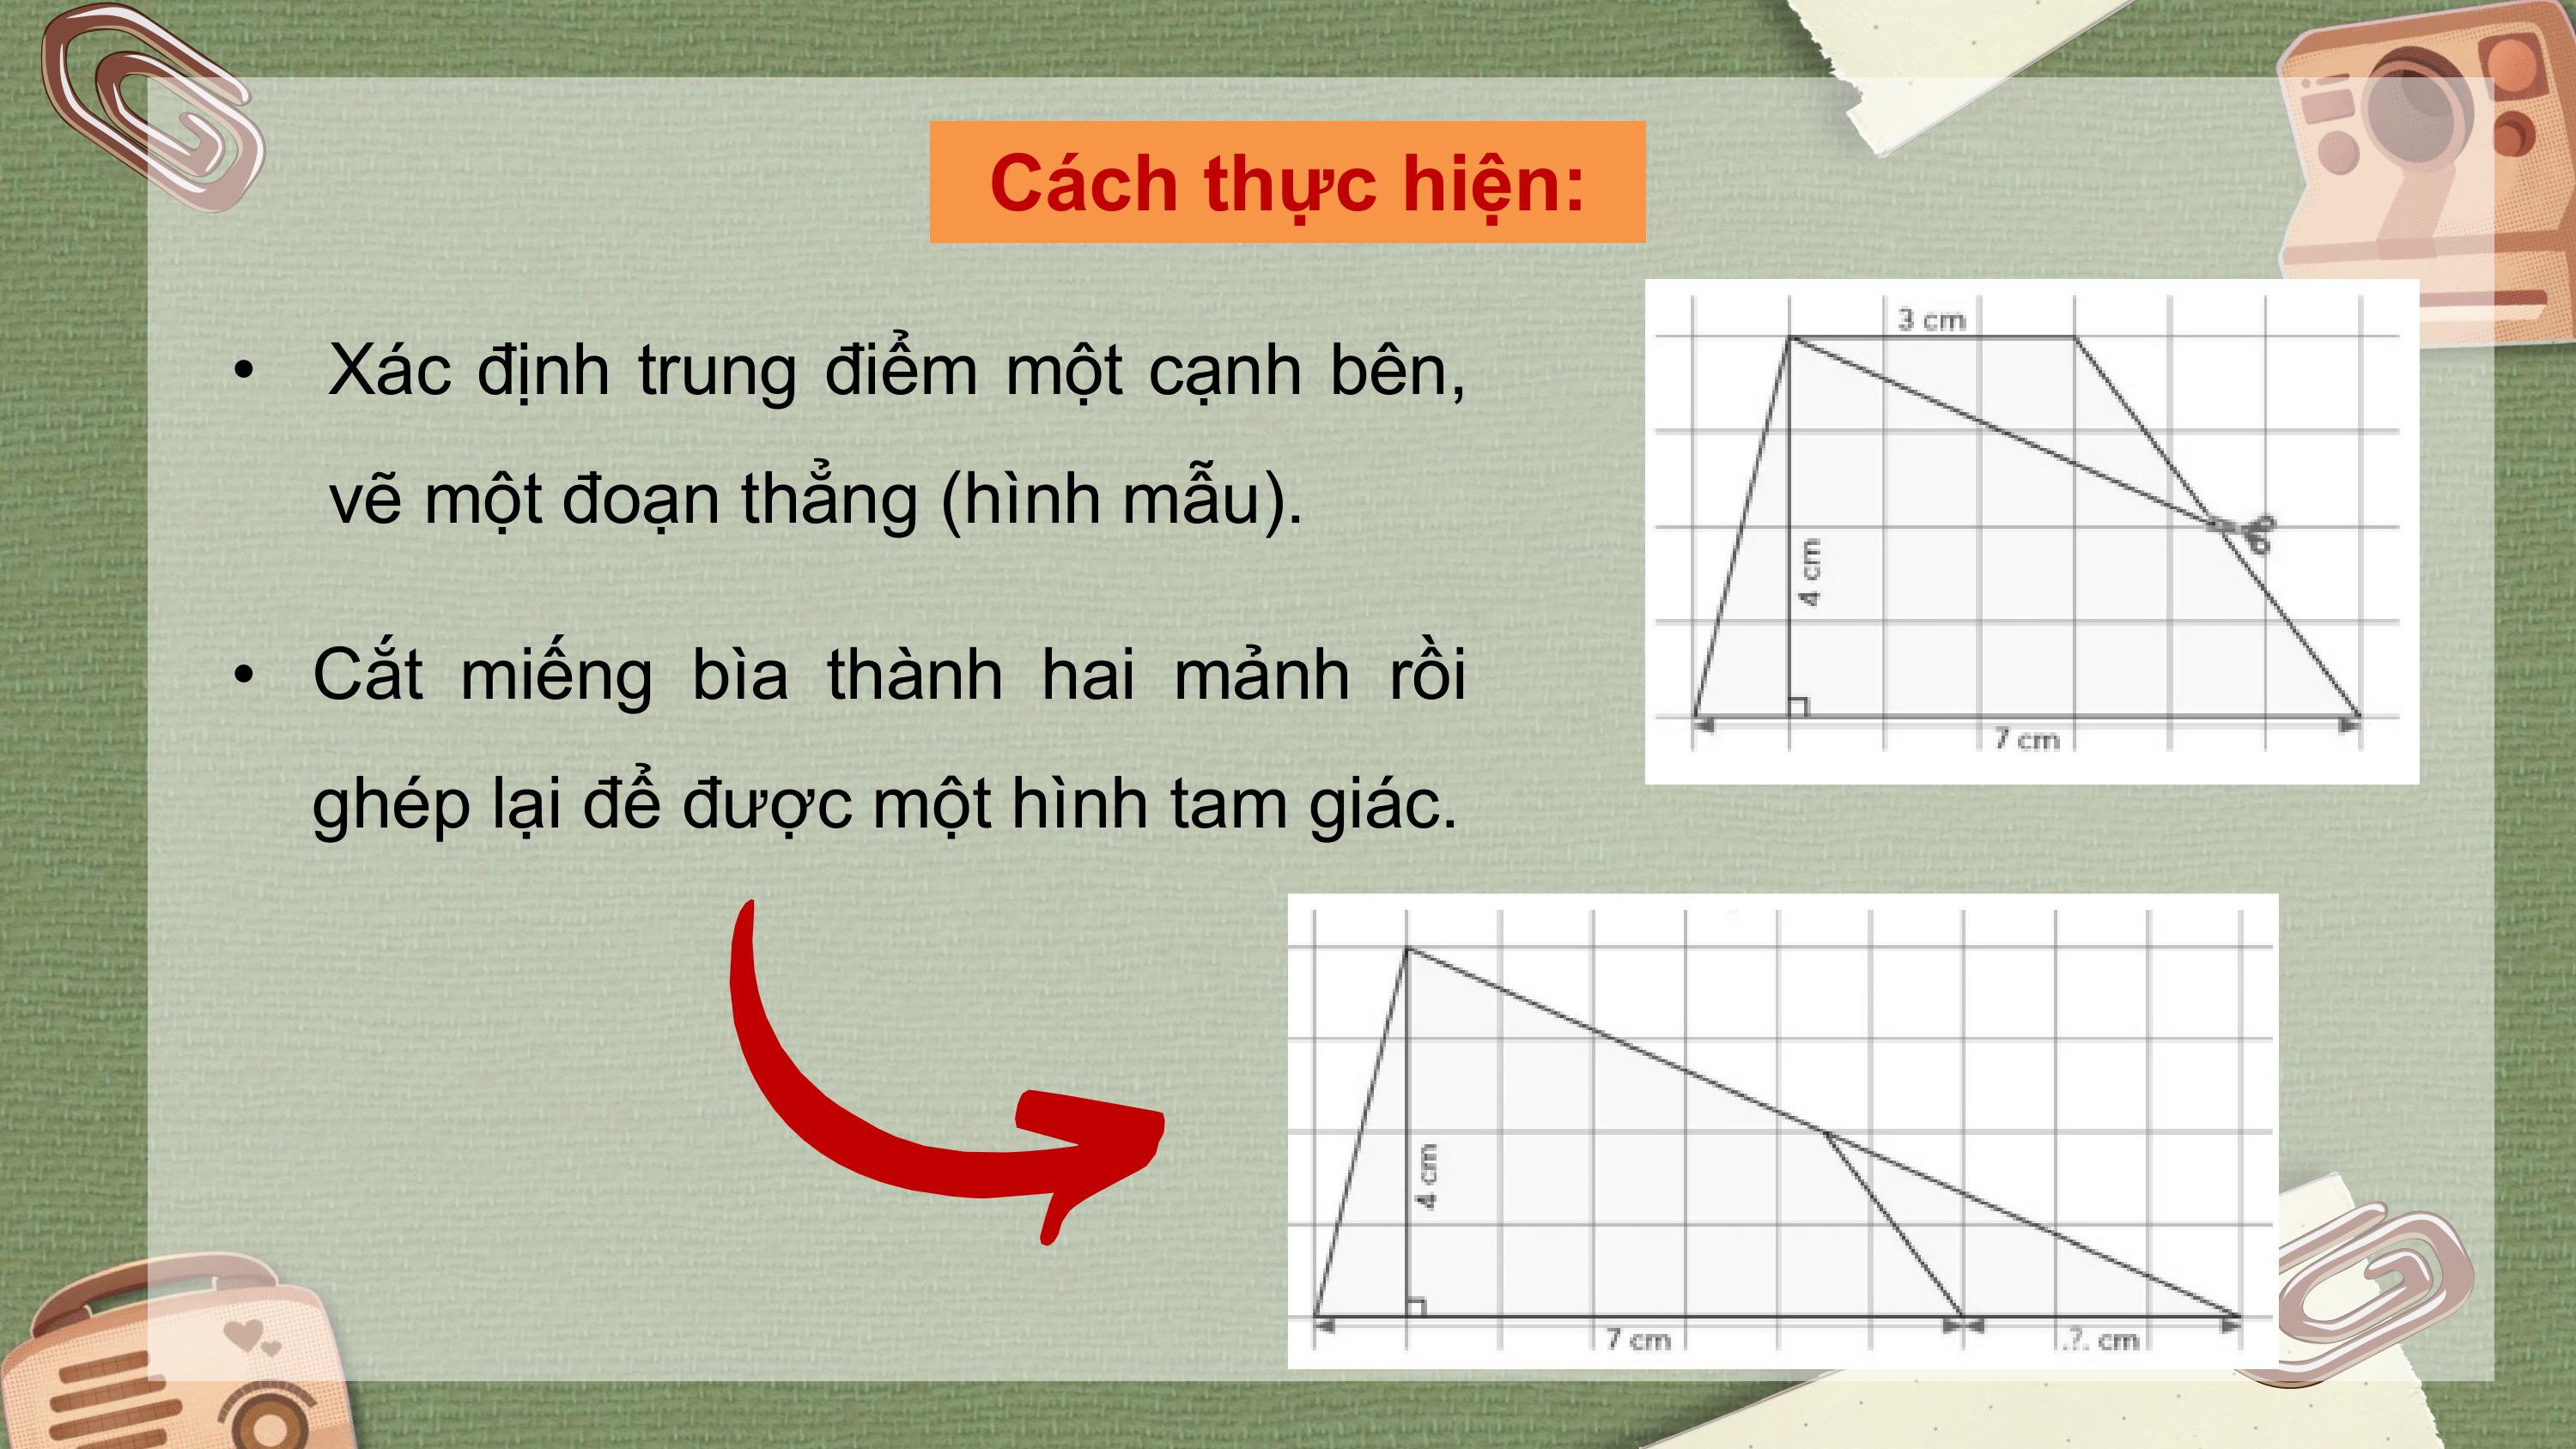 Cách thực hiện:
• Xác định trung điểm một cạnh bên,
vẽ một đoạn thẳng (hình mẫu).
• Cắt miếng bìa thành hai mảnh rồi
ghép lại để được một hình tam giác.
3 cm
4 cm
7 cm
4 cm
7 cm
.?. cm